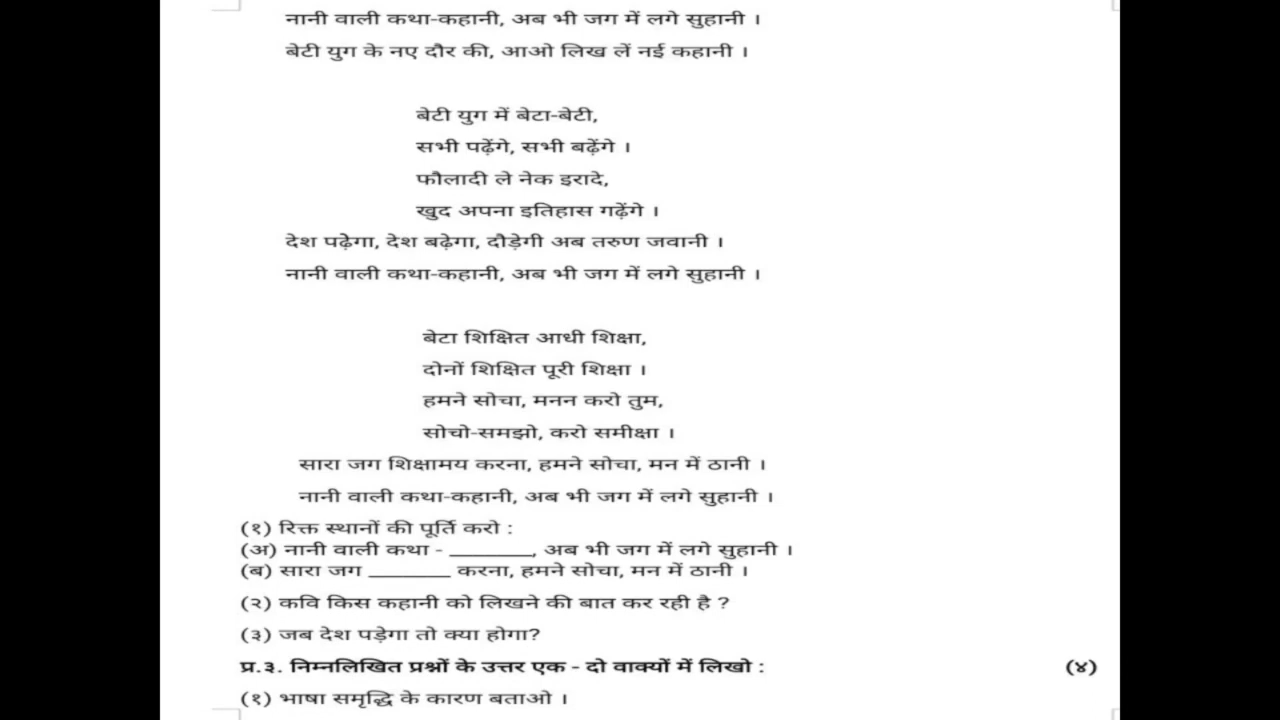 नानी वाली कथा-कहानी, अब भी जग में लगे सुहानी ।
बेटी युग के नए दौर की, आओ लिख लें नई कहानी ।
बेटी युग में बेटा-बेटी,
सभी पढ़ेंगे, सभी बढ़ेंगे ।
फौलादी ले नेक इरादे,
खुद अपना इतिहास गढ़ेंगे ।
देश पढ़ेगा, देश बढ़ेगा, दौड़ेगी अब तरुण जवानी ।
नानी वाली कथा-कहानी, अब भी जग में लगे सुहानी ।
बेटा शिक्षित आधी शिक्षा,
दोनों शिक्षित पूरी शिक्षा ।
हमने सोचा, मनन करो तुम,
सोचो-समझो, करो समीक्षा ।
सारा जग शिक्षामय करना, हमने सोचा, मन में ठानी ।
नानी वाली कथा-कहानी, अब भी जग में लगे सुहानी ।
(१) रिक्त स्थानों की पूर्ति करो :
(अ) नानी वाली कथा - ________, अब भी जग में लगे सुहानी ।
(ब) सारा जग ________ करना, हमने सोचा, मन में ठानी ।
(२) कवि किस कहानी को लिखने की बात कर रही है ?
(३) जब देश पड़ेगा तो क्या होगा?
प्र.३. निम्नलिखित प्रश्नों के उत्तर एक - दो वाक्यों में लिखो : (४)
(१) भाषा समृद्धि के कारण बताओ ।